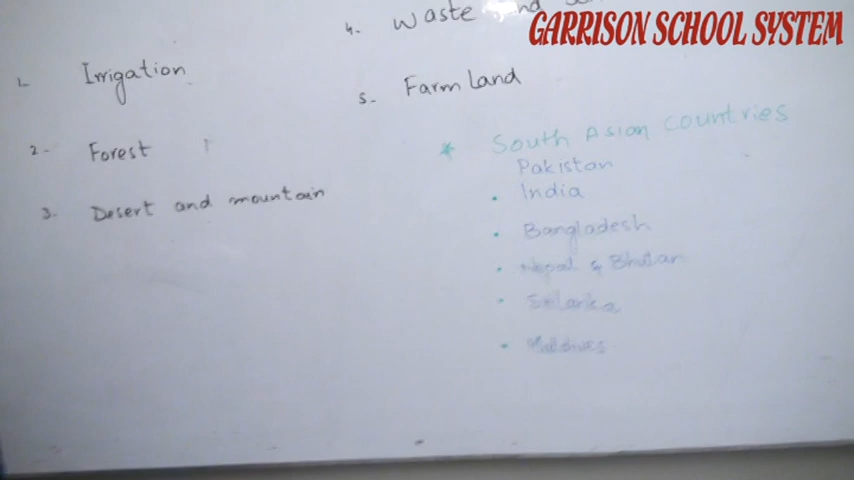 GARRISON SCHOOL SYSTEM
1. Irrigation
2. Forest
3. Desert and mountain
4. Waste
5. Farm Land
* South Asian countries
Pakistan
• India
• Bangladesh
• Nepal & Bhutan
• Srilanka
• Maldives